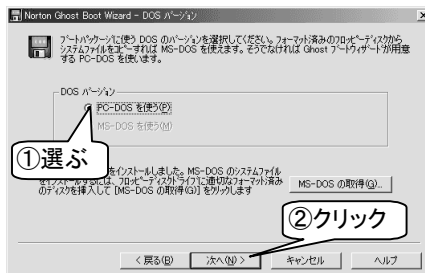 Norton Ghost Boot Wizard - DOS バージョン
ブートパッケージに使う DOS のバージョンを選択してください。フォーマット済みのフロッピーディスクから
システムファイルをコピーすれば MS-DOS を使えます。そうでなければ Ghost ブートウィザードが用意
する PC-DOS を使います。
DOS バージョン
PC-DOS を使う(P)
MS-DOS を使う(M)
①選ぶ
をインストールしました。MS-DOS のシステムファイル
をインストールするには、フロッピーディスクドライブに適切なフォーマット済み
のディスクを挿入して [MS-DOS の取得(G)] をクリックします
MS-DOS の取得(G)...
②クリック
< 戻る(B)
次へ(N) >
キャンセル
ヘルプ